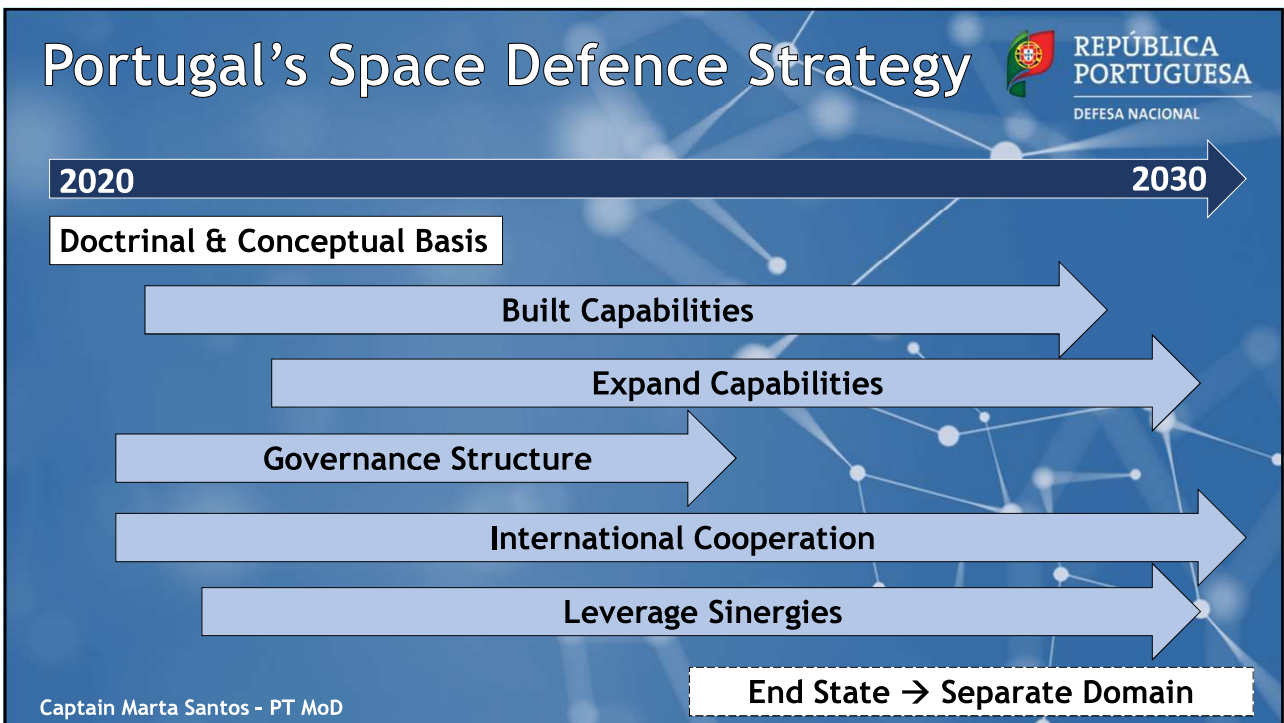 Portugal's Space Defence Strategy
REPÚBLICA
PORTUGUESA
DEFESA NACIONAL
2020
2030
Doctrinal & Conceptual Basis
Built Capabilities
Expand Capabilities
Governance Structure
International Cooperation
Leverage Sinergies
End State → Separate Domain
Captain Marta Santos - PT MoD